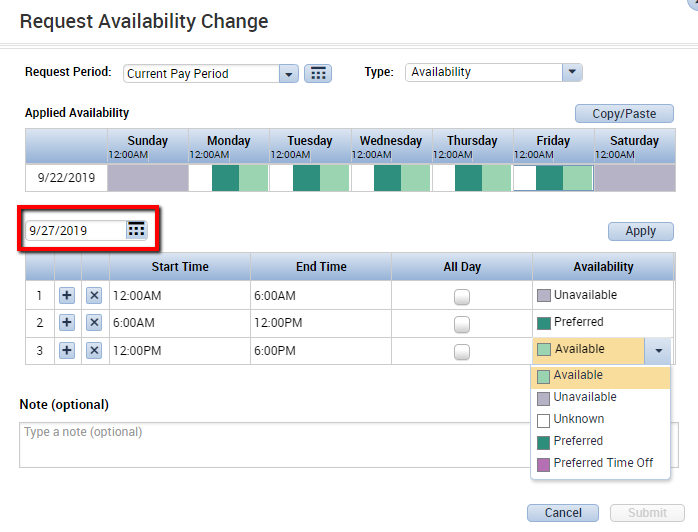 Request Availability Change
Request Period: Current Pay Period Type: Availability
Applied Availability Copy/Paste
Sunday Monday Tuesday Wednesday Thursday Friday Saturday
12:00AM 12:00AM 12:00AM 12:00AM 12:00AM 12:00AM 12:00AM
9/22/2019
9/27/2019 Apply
Start Time End Time All Day Availability
1 12:00AM 6:00AM Unavailable
2 6:00AM 12:00PM Preferred
3 12:00PM 6:00PM Available
Available
Unavailable
Unknown
Preferred
Preferred Time Off
Note (optional)
Type a note (optional)
Cancel Submit